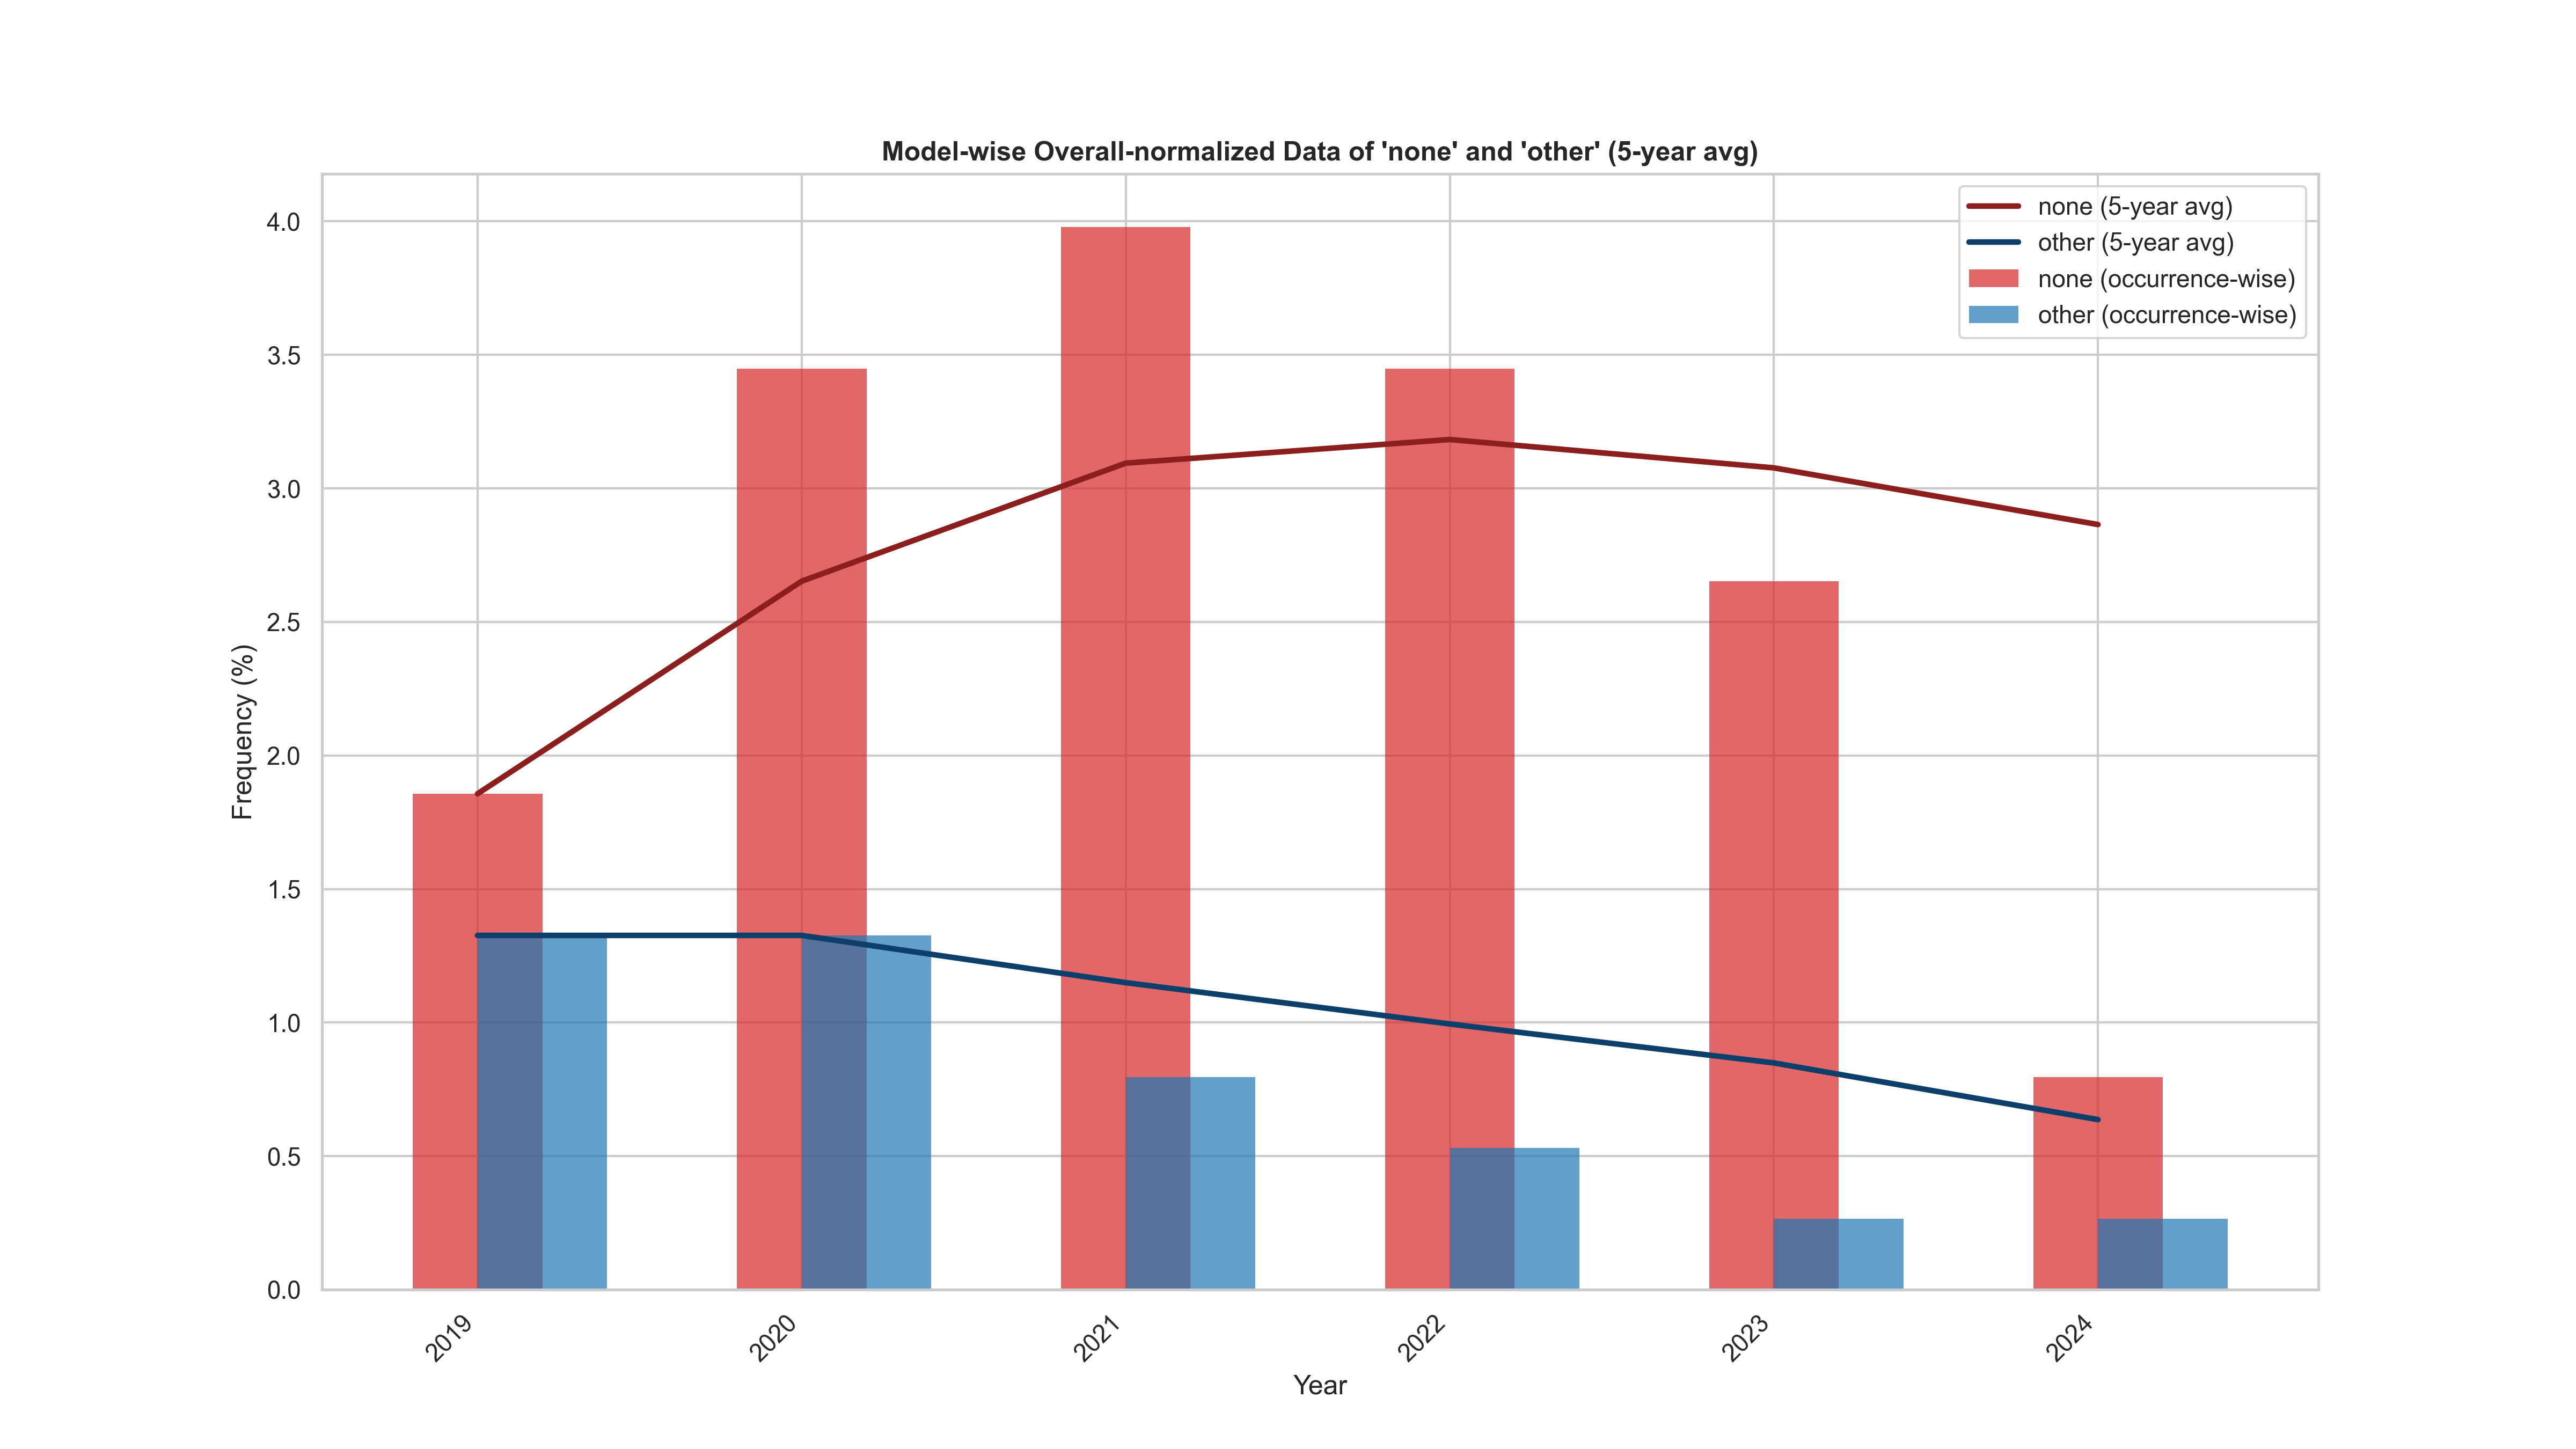 Model-wise Overall-normalized Data of 'none' and 'other' (5-year avg)
none (5-year avg)
other (5-year avg)
none (occurrence-wise)
other (occurrence-wise)
Frequency (%)
4.0
3.5
3.0
2.5
2.0
1.5
1.0
0.5
0.0
2019
2020
2021
2022
2023
2024
Year